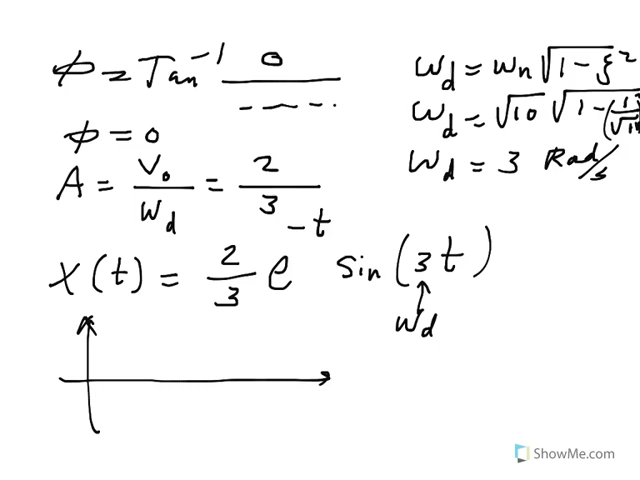 ϕ = Tan⁻¹ 0 / -----
ϕ = 0
A = V₀/W_d = 2/3
X(t) = 2/3 e^(-t) sin(3t)
W_d
W_d = W_n √(1-ξ²)
W_d = √10 √(1-(1/√10)²)
W_d = 3 Rad/s
ShowMe.com